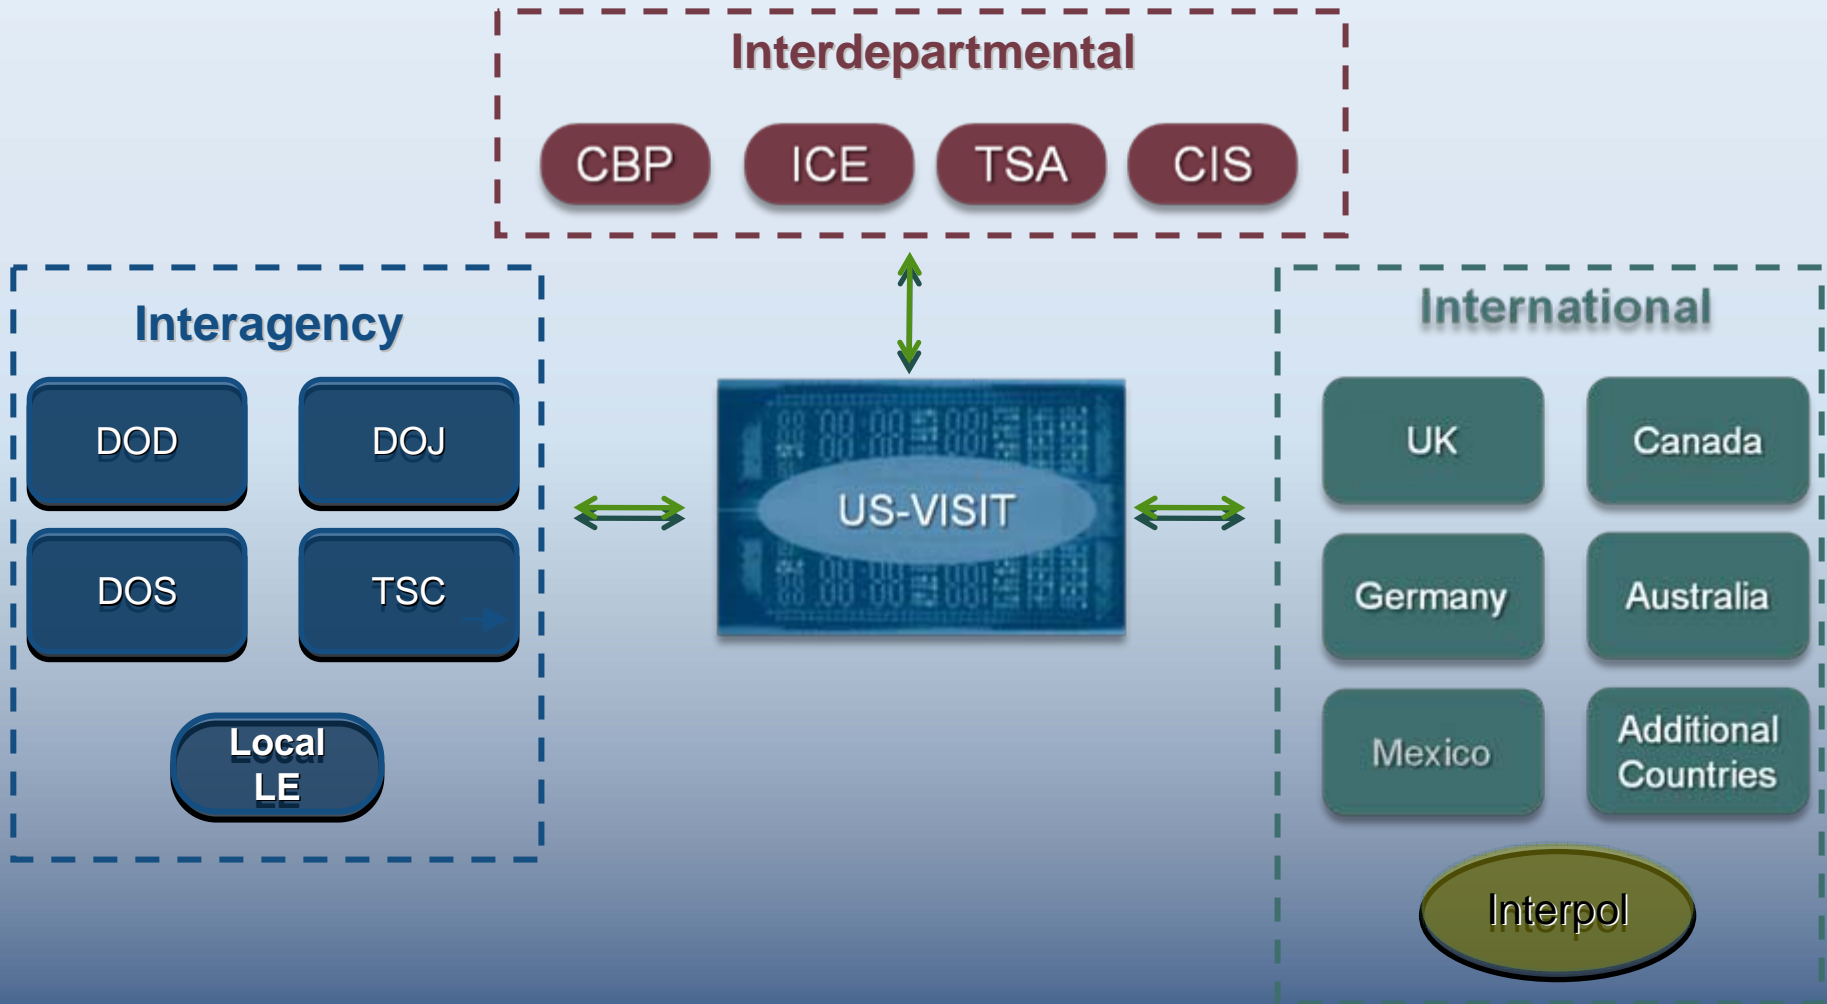 Interdepartmental
CBP
ICE
TSA
CIS
Interagency
DOD
DOJ
DOS
TSC
Local
LE
US-VISIT
International
UK
Canada
Germany
Australia
Mexico
Additional
Countries
Interpol